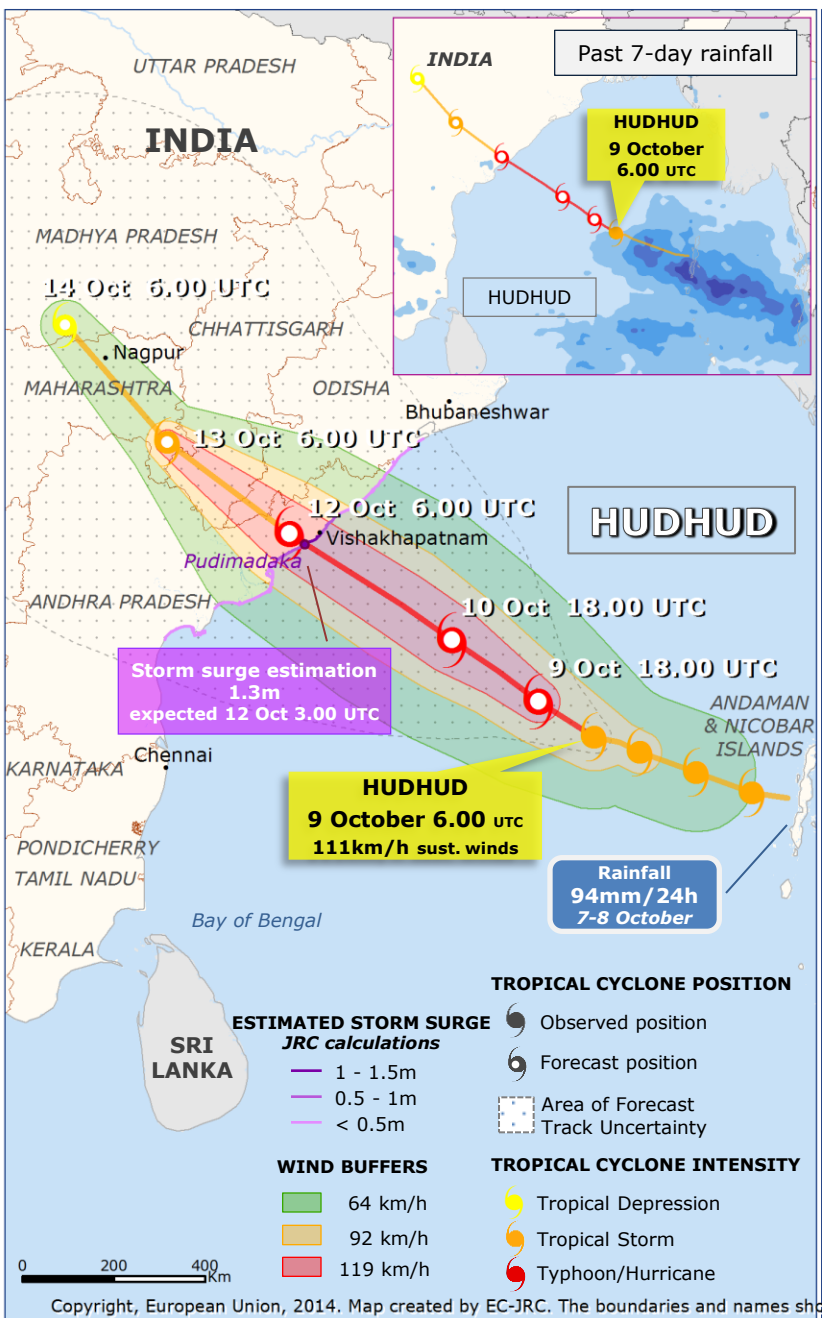 UTTAR PRADESH
INDIA
MADHYA PRADESH
14 Oct 6.00 UTC
CHHATTISGARH
Nagpur
MAHARASHTRA
ODISHA
Bhubaneshwar
13 Oct 6.00 UTC
12 Oct 6.00 UTC
Vishakhapatnam
Pudimadaka
ANDHRA PRADESH
10 Oct 18.00 UTC
9 Oct 18.00 UTC
HUDHUD
Storm surge estimation
1.3m
expected 12 Oct 3.00 UTC
ANDAMAN
& NICOBAR
ISLANDS
Chennai
KARNATAKA
HUDHUD
9 October 6.00 UTC
111km/h sust. winds
PONDICHERRY
TAMIL NADU
Rainfall
94mm/24h
7-8 October
Bay of Bengal
KERALA
SRI
LANKA
Past 7-day rainfall
INDIA
HUDHUD
9 October
6.00 UTC
HUDHUD
ESTIMATED STORM SURGE
JRC calculations
1 - 1.5m
0.5 - 1m
< 0.5m
WIND BUFFERS
64 km/h
92 km/h
119 km/h
TROPICAL CYCLONE POSITION
Observed position
Forecast position
Area of Forecast
Track Uncertainty
TROPICAL CYCLONE INTENSITY
Tropical Depression
Tropical Storm
Typhoon/Hurricane
0 200 400 Km
Copyright, European Union, 2014. Map created by EC-JRC. The boundaries and names sho